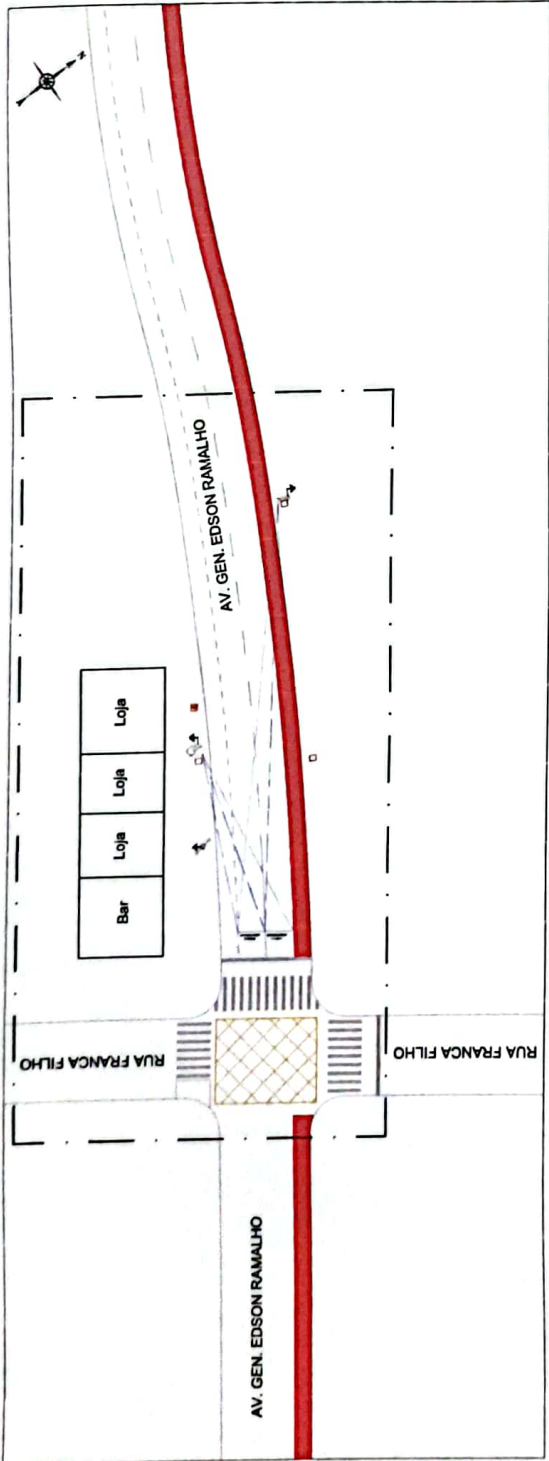 N
AV. GEN. EDSON RAMALHO
Loja
Loja
Loja
Bar
RUA FRANCA FILHO
RUA FRANCA FILHO
AV. GEN. EDSON RAMALHO